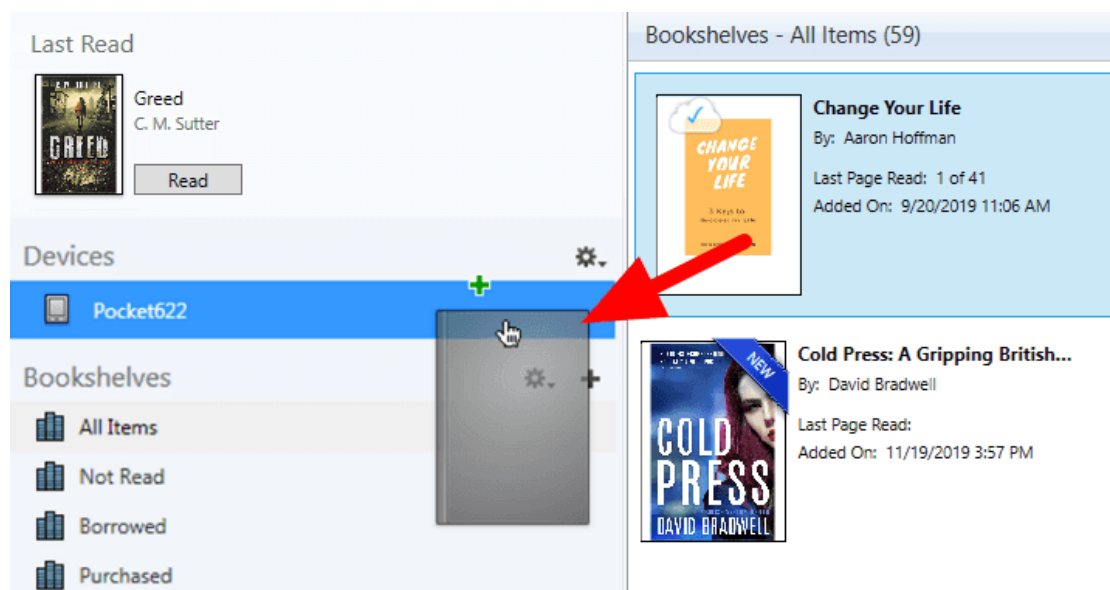 Last Read
GREED
Greed
C. M. Sutter
Read
Devices
Pocket622
Bookshelves
All Items
Not Read
Borrowed
Purchased
Bookshelves - All Items (59)
CHANGE
YOUR
LIFE
3 Keys to
Change Your Life
By: Aaron Hoffman
Last Page Read: 1 of 41
Added On: 9/20/2019 11:06 AM
NEW
COLD
PRESS
DAVID BRADWELL
Cold Press: A Gripping British...
By: David Bradwell
Last Page Read:
Added On: 11/19/2019 3:57 PM